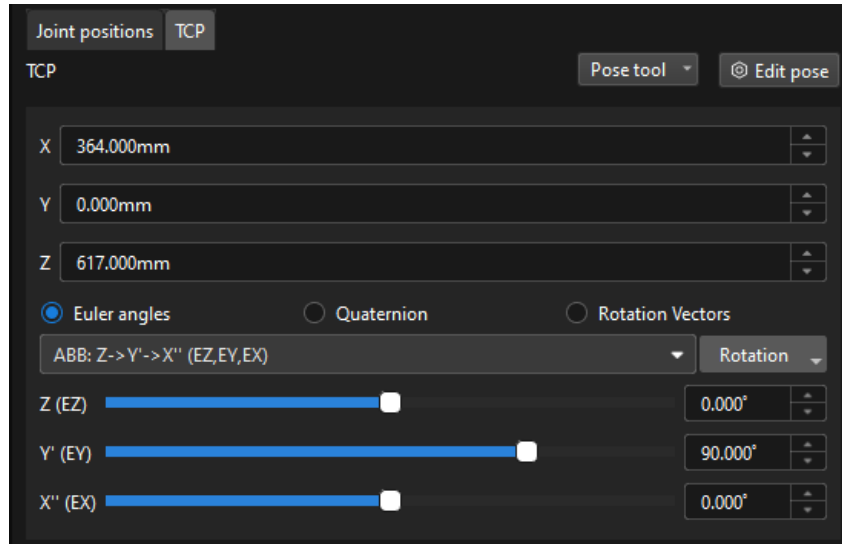 Joint positions TCP
TCP Pose tool Edit pose
X 364.000mm
Y 0.000mm
Z 617.000mm
Euler angles Quaternion Rotation Vectors
ABB: Z->Y'->X'' (EZ,EY,EX) Rotation
Z (EZ) 0.000°
Y' (EY) 90.000°
X'' (EX) 0.000°